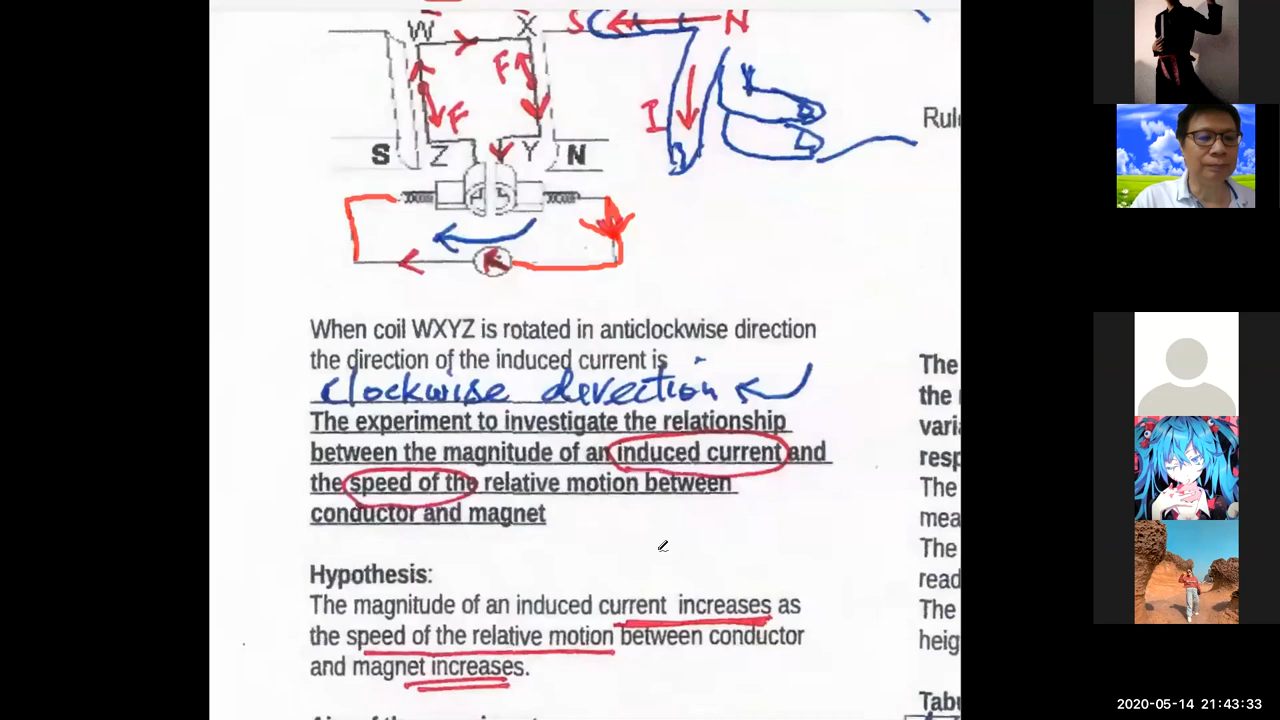 W X S N
F F I
S Z Y N
Rule
When coil WXYZ is rotated in anticlockwise direction
the direction of the induced current is
clockwise direction
The experiment to investigate the relationship
between the magnitude of an induced current and
the speed of the relative motion between
conductor and magnet
Hypothesis:
The magnitude of an induced current increases as
the speed of the relative motion between conductor
and magnet increases.
The
the
vari
resp
The
mea
The
read
The
heig
Tabu
2020-05-14 21:43:33